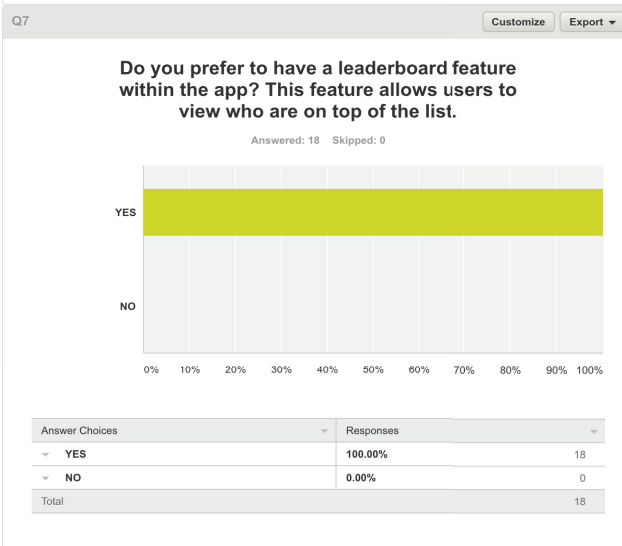 Q7
Customize Export
Do you prefer to have a leaderboard feature
within the app? This feature allows users to
view who are on top of the list.
Answered: 18 Skipped: 0
YES
NO
0% 10% 20% 30% 40% 50% 60% 70% 80% 90% 100%
Answer Choices Responses
YES 100.00% 18
NO 0.00% 0
Total 18